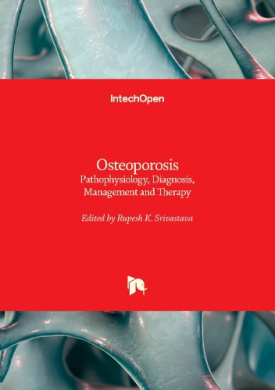 IntechOpen
Osteoporosis
Pathophysiology, Diagnosis,
Management and Therapy
Edited by Rupesh K. Srivastava